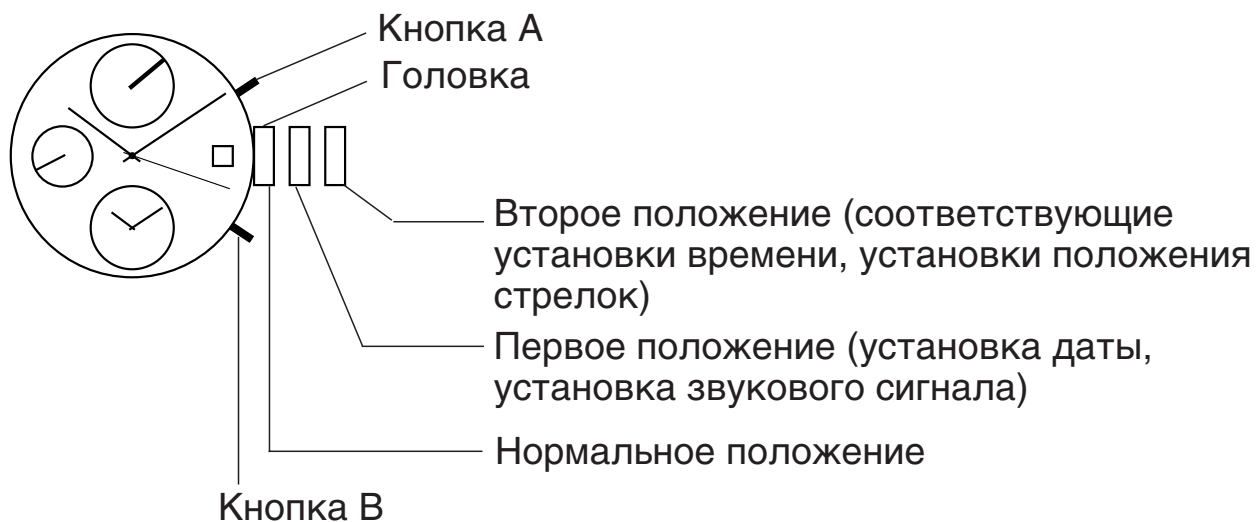 Кнопка А
Головка
Второе положение (соответствующие
установки времени, установки положения
стрелок)
Первое положение (установка даты,
установка звукового сигнала)
Нормальное положение
Кнопка В